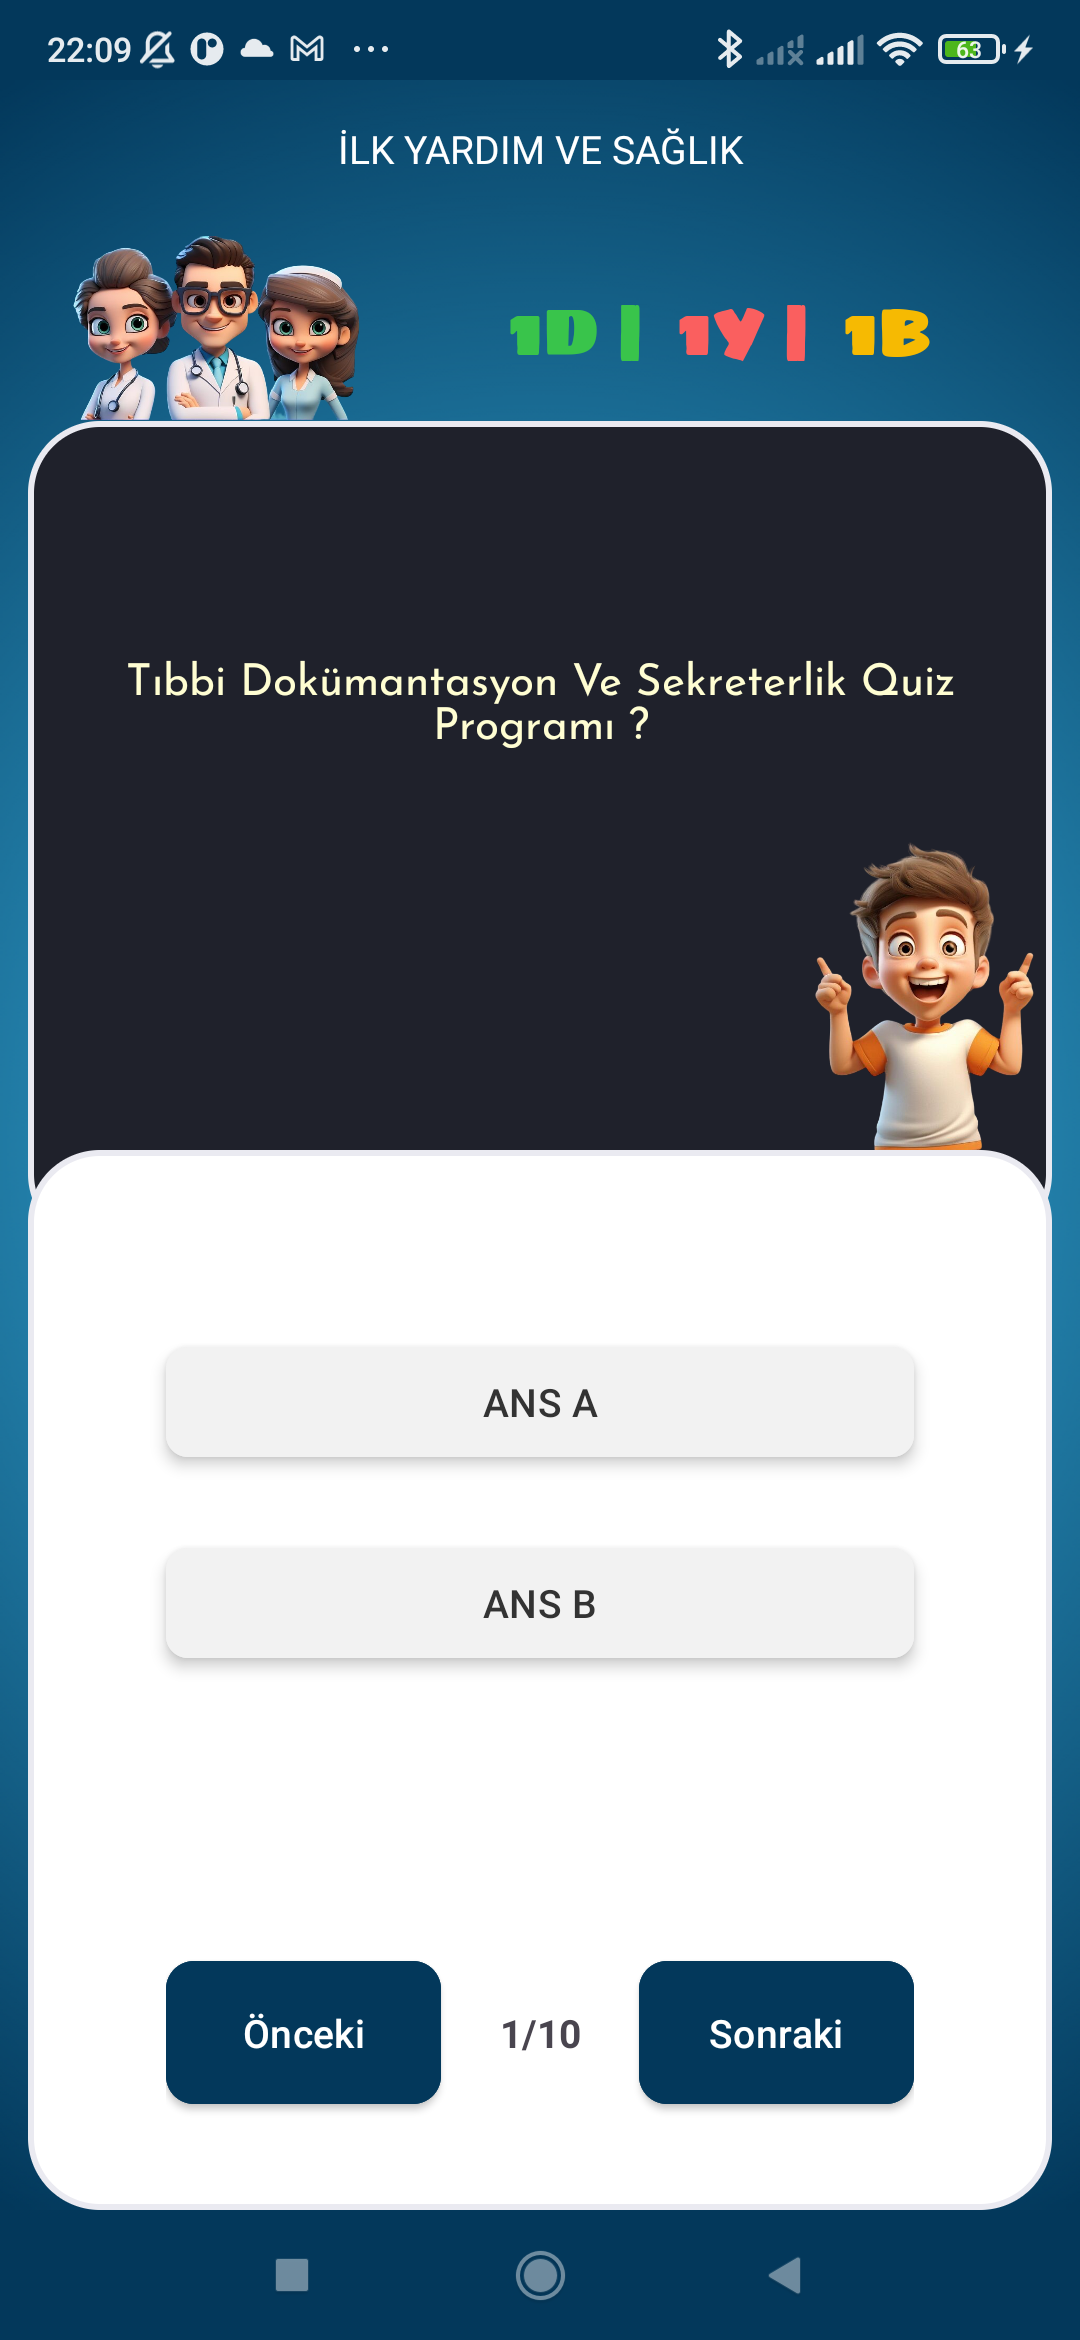 22:09
63
İLK YARDIM VE SAĞLIK
1D | 1Y | 1B
Tıbbi Dokümantasyon Ve Sekreterlik Quiz
Programı ?
ANS A
ANS B
Önceki 1/10 Sonraki